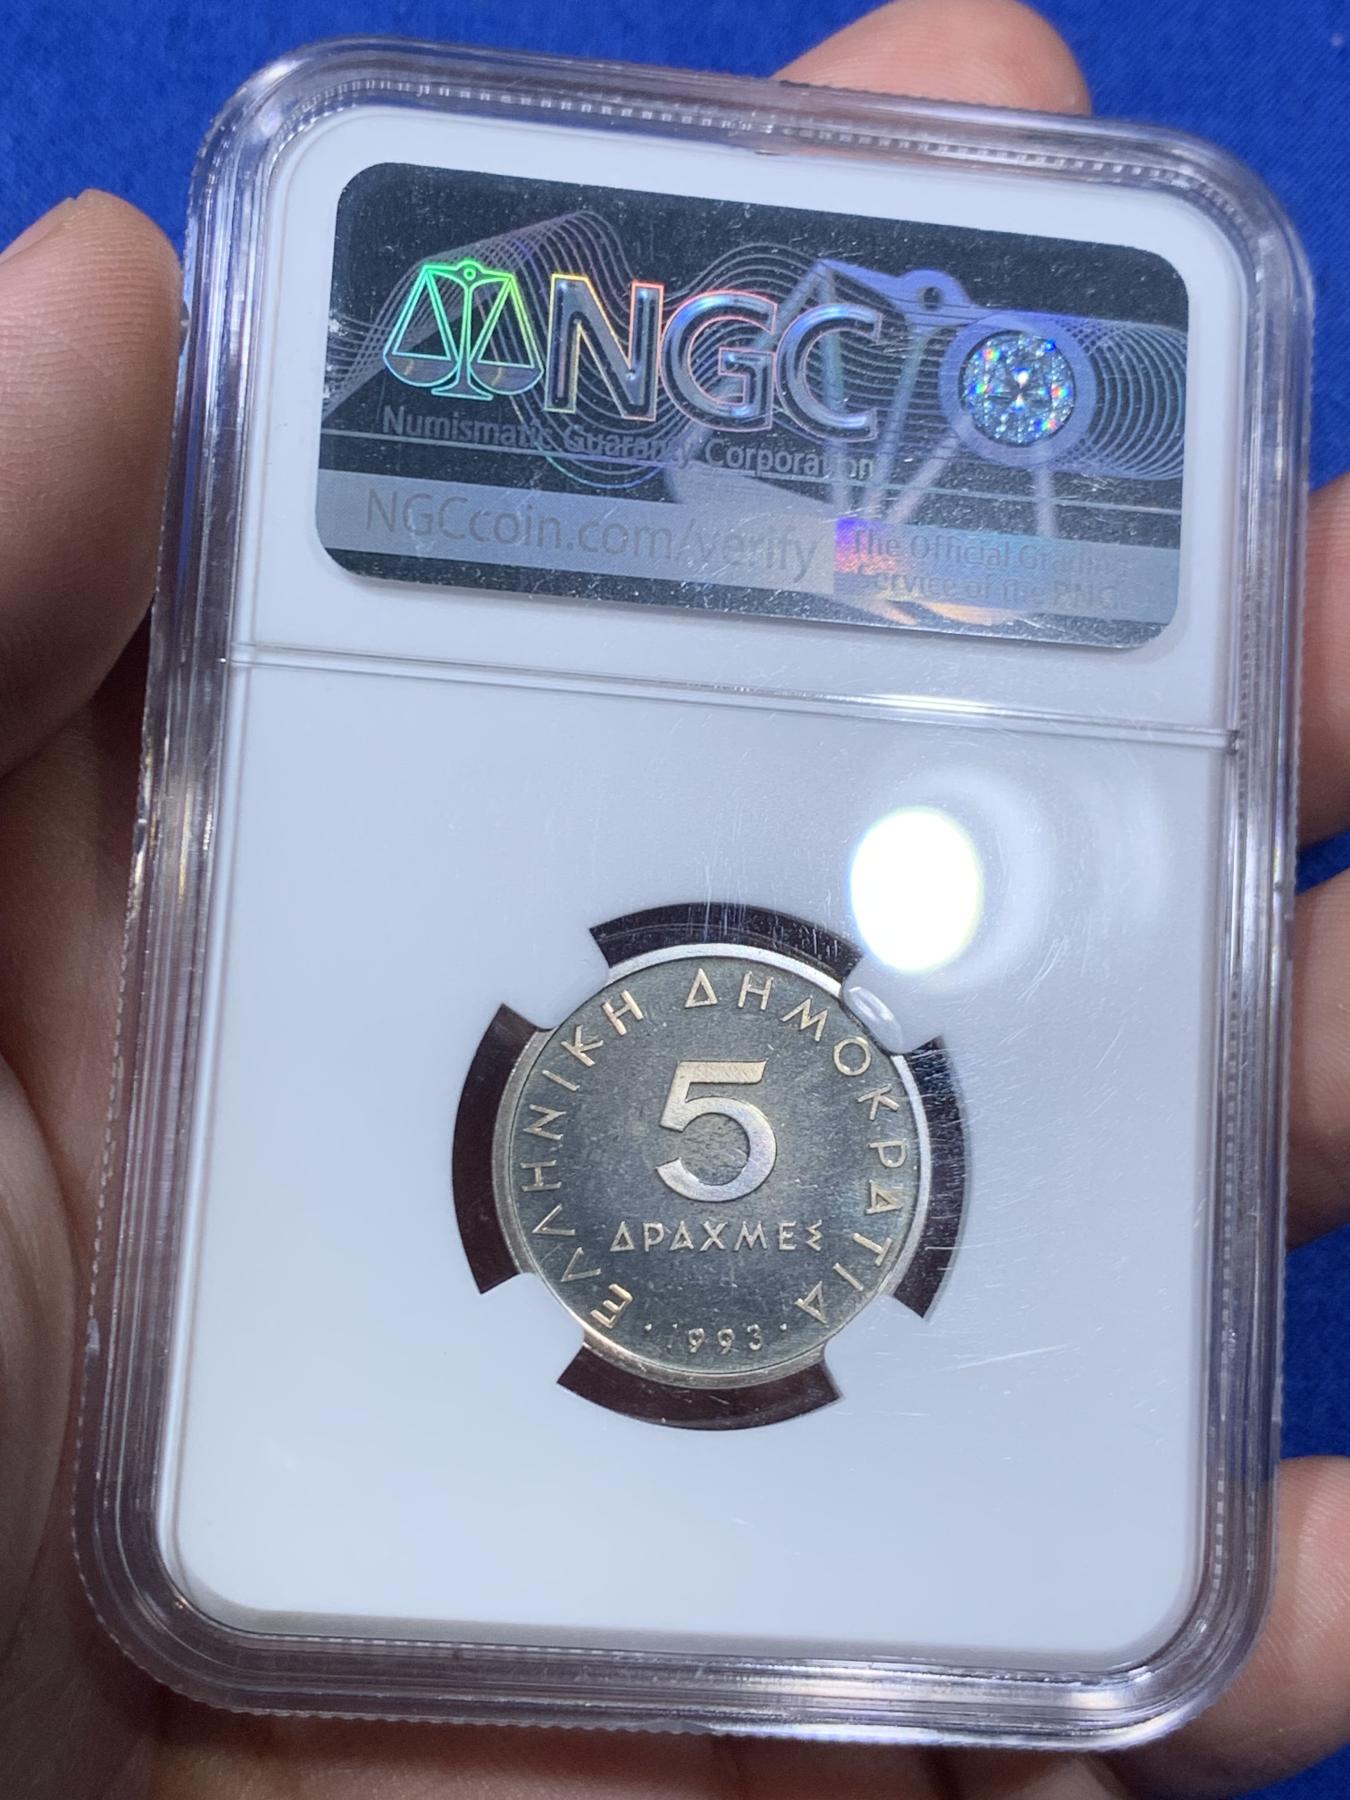 NGC
Numismatic Guaranty Corporation
NGCcoin.com/verify
The Official Grading
Service of the PNG
ΕΛΛΗΝΙΚΗ ΔΗΜΟΚΡΑΤΙΑ
5
ΔΡΑΧΜΕΣ
· 1993 ·